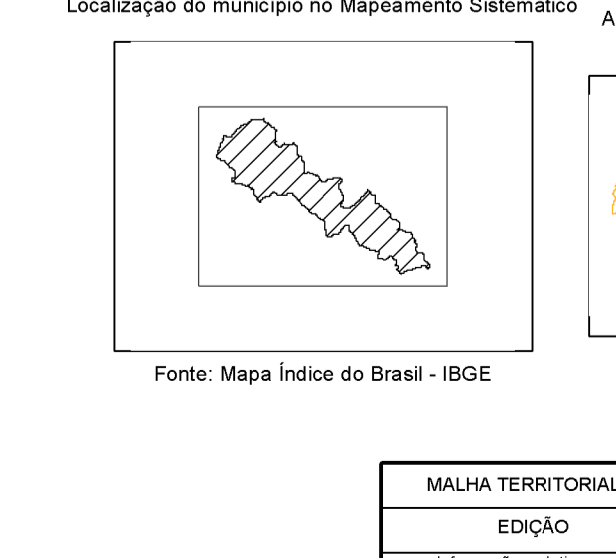 Localização do município no Mapeamento Sistemático
A
Fonte: Mapa Índice do Brasil - IBGE
MALHA TERRITORIAL
EDIÇÃO